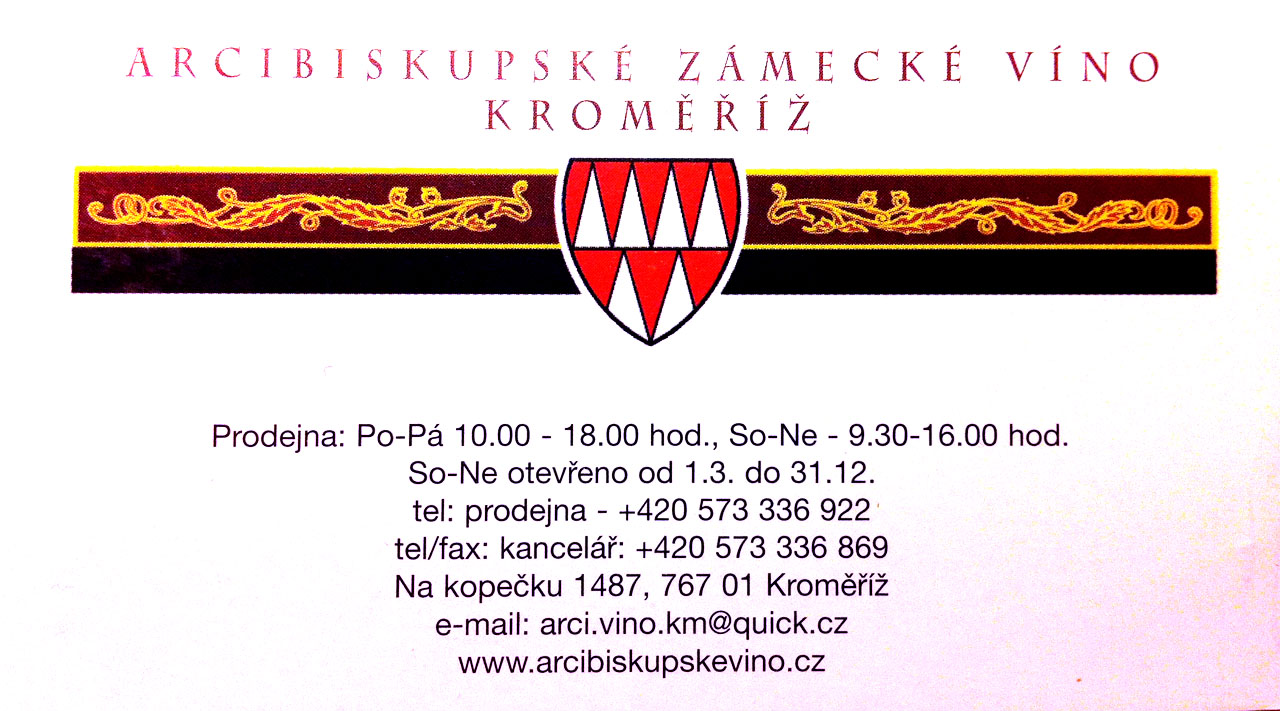 ARCIBISKUPSKÉ ZÁMECKÉ VÍNO
KROMĚŘÍŽ
Prodejna: Po-Pá 10.00 - 18.00 hod., So-Ne - 9.30-16.00 hod.
So-Ne otevřeno od 1.3. do 31.12.
tel: prodejna - +420 573 336 922
tel/fax: kancelář: +420 573 336 869
Na kopečku 1487, 767 01 Kroměříž
e-mail: arci.vino.km@quick.cz
www.arcibiskupskevino.cz